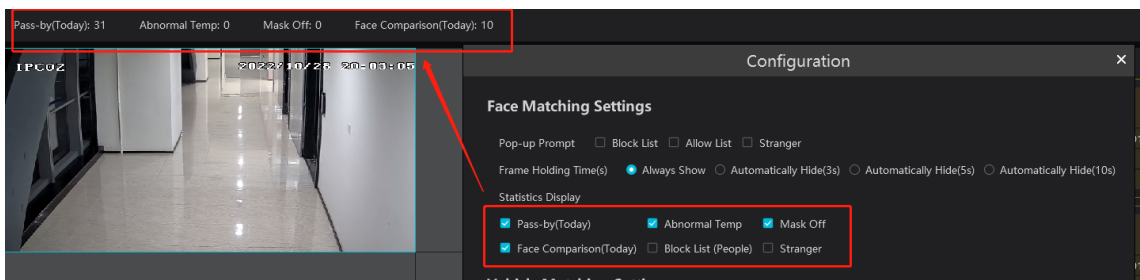 Pass-by(Today): 31 Abnormal Temp: 0 Mask Off: 0 Face Comparison(Today): 10
IPC02 2022/10/28 20:03:05
Configuration ×
Face Matching Settings
Pop-up Prompt Block List Allow List Stranger
Frame Holding Time(s) Always Show Automatically Hide(3s) Automatically Hide(5s) Automatically Hide(10s)
Statistics Display
Pass-by(Today) Abnormal Temp Mask Off
Face Comparison(Today) Block List (People) Stranger